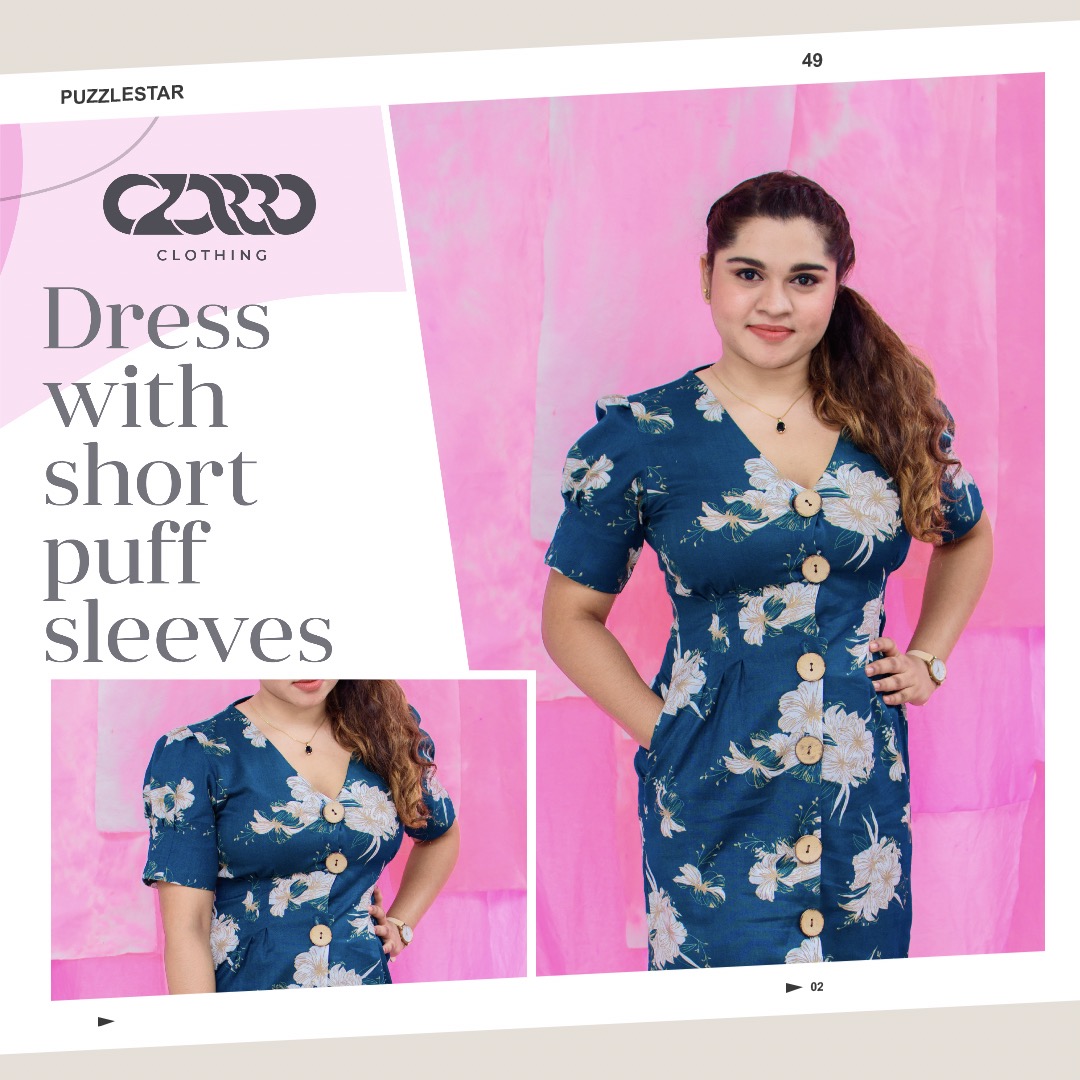 PUZZLESTAR
49
CZARRO
CLOTHING
Dress
with
short
puff
sleeves
02